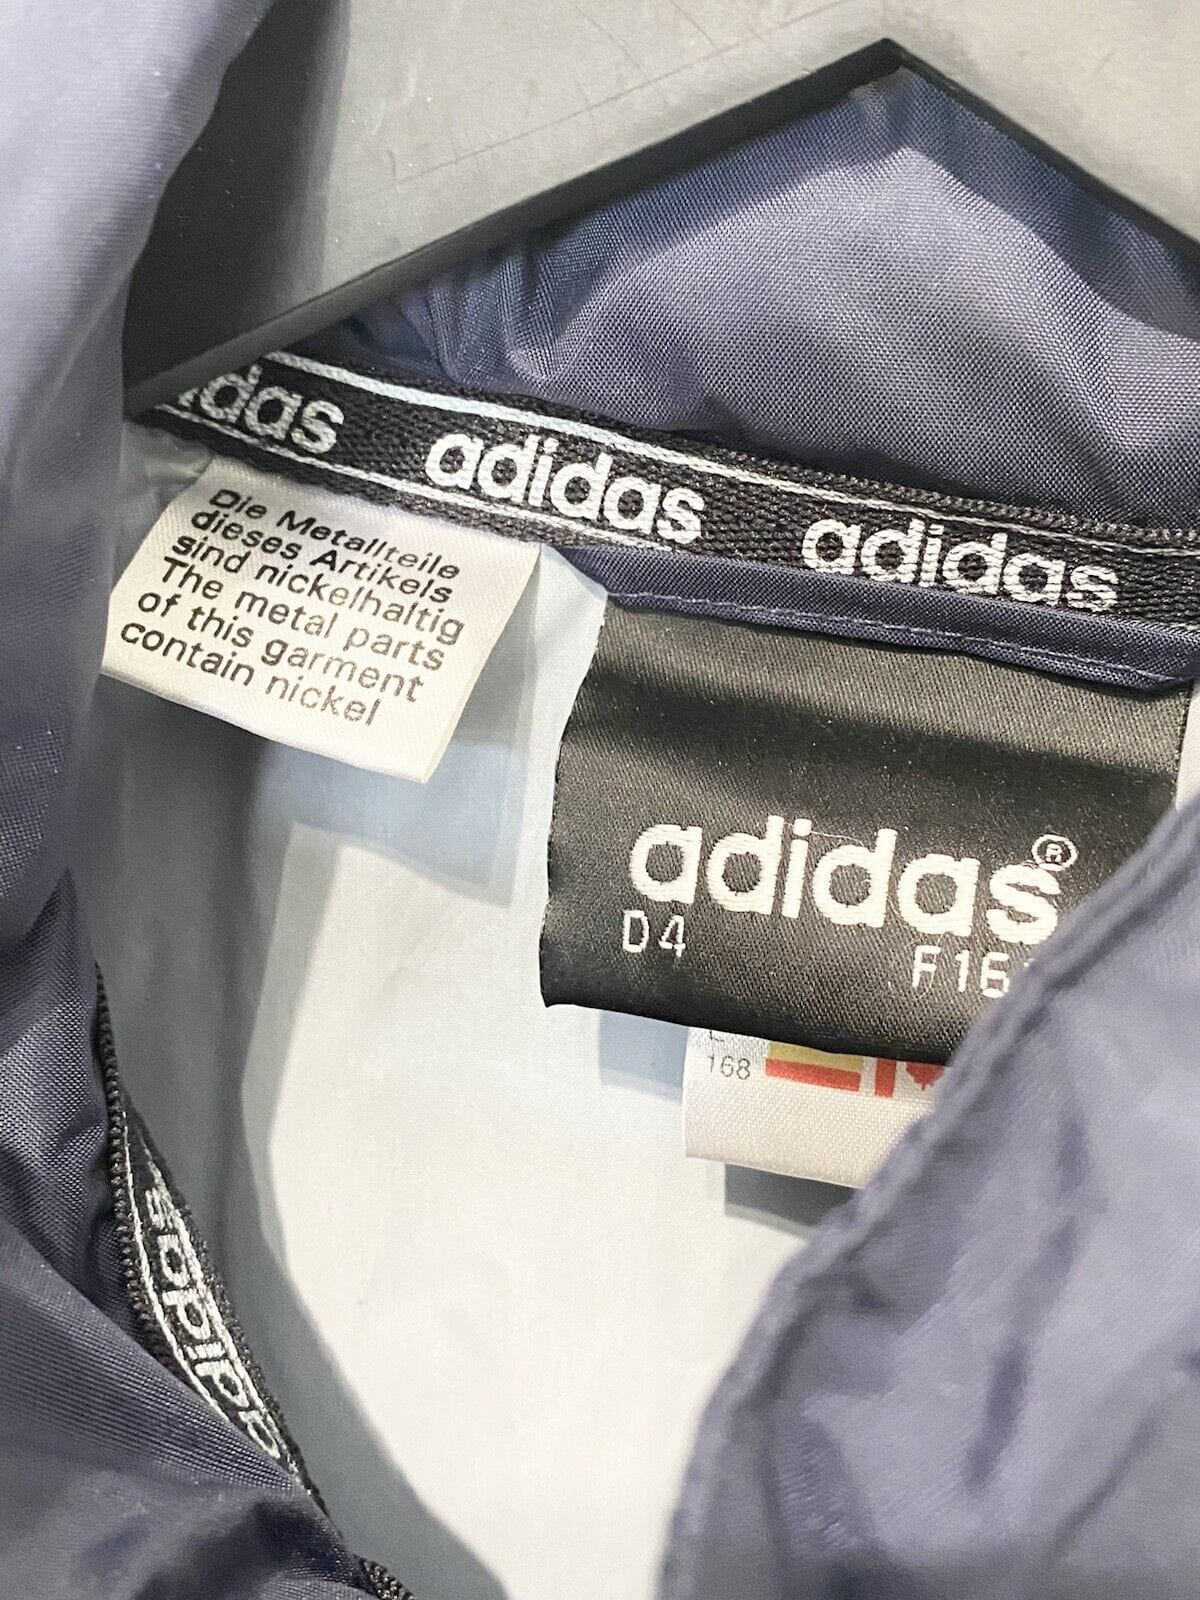 adidas adidas
Die Metallteile
dieses Artikels
sind nickelhaltig
The metal parts
of this garment
contain nickel
adidas®
D4
168
adidas